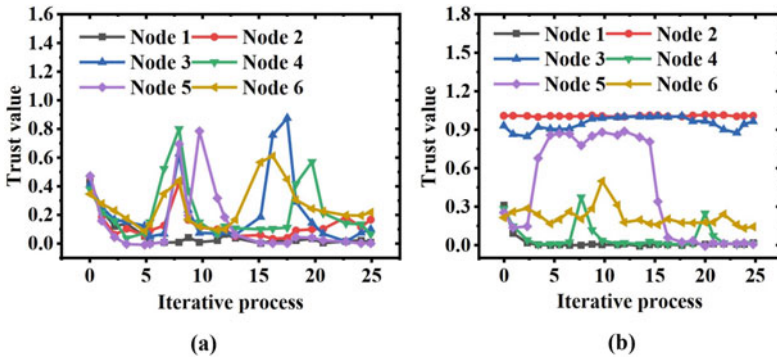 1.6
1.4
1.2
1.0
0.8
0.6
0.4
0.2
0.0
Trust value
Node 1 Node 2
Node 3 Node 4
Node 5 Node 6
0 5 10 15 20 25
Iterative process
(a)
1.8
1.5
1.2
0.9
0.6
0.3
0.0
Trust value
Node 1 Node 2
Node 3 Node 4
Node 5 Node 6
0 5 10 15 20 25
Iterative process
(b)